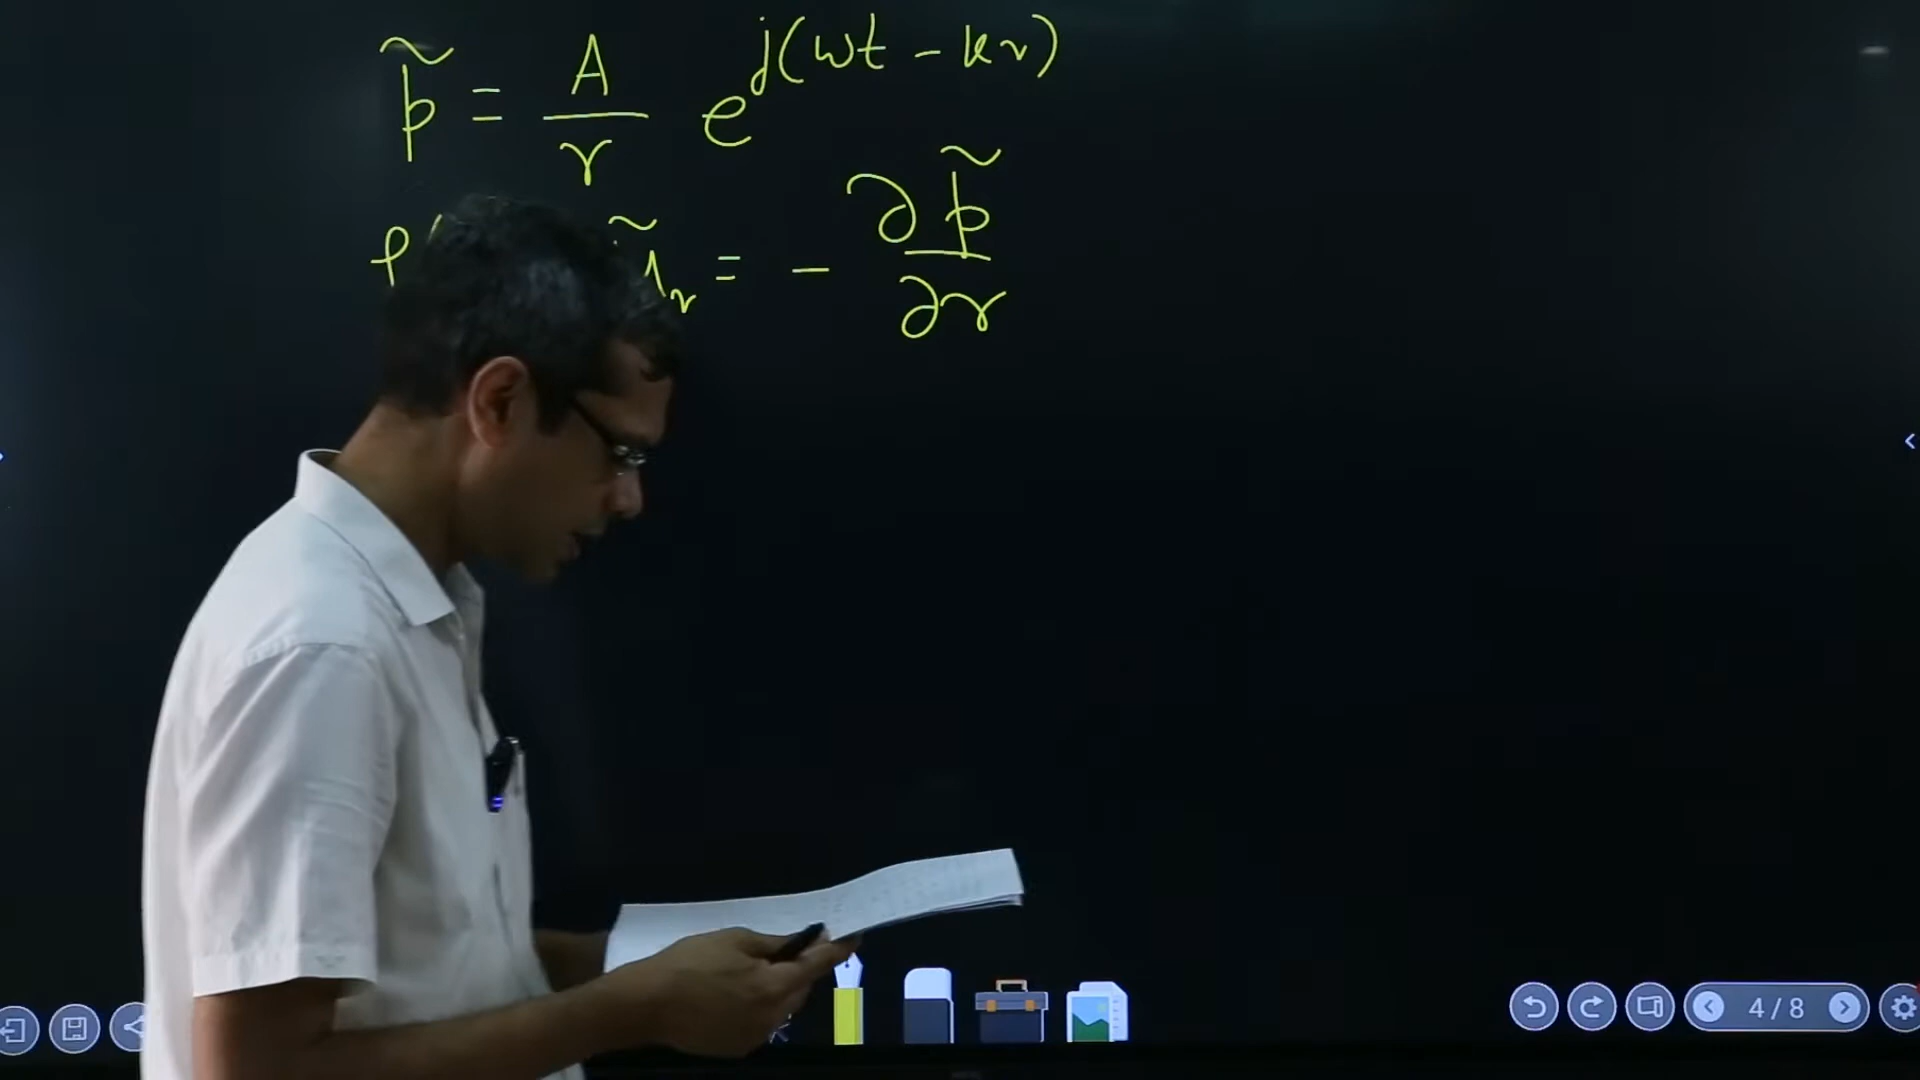 p̃ = A/r e^{j(ωt - kr)}
ρ ũ_r = - ∂p̃/∂r
4 / 8